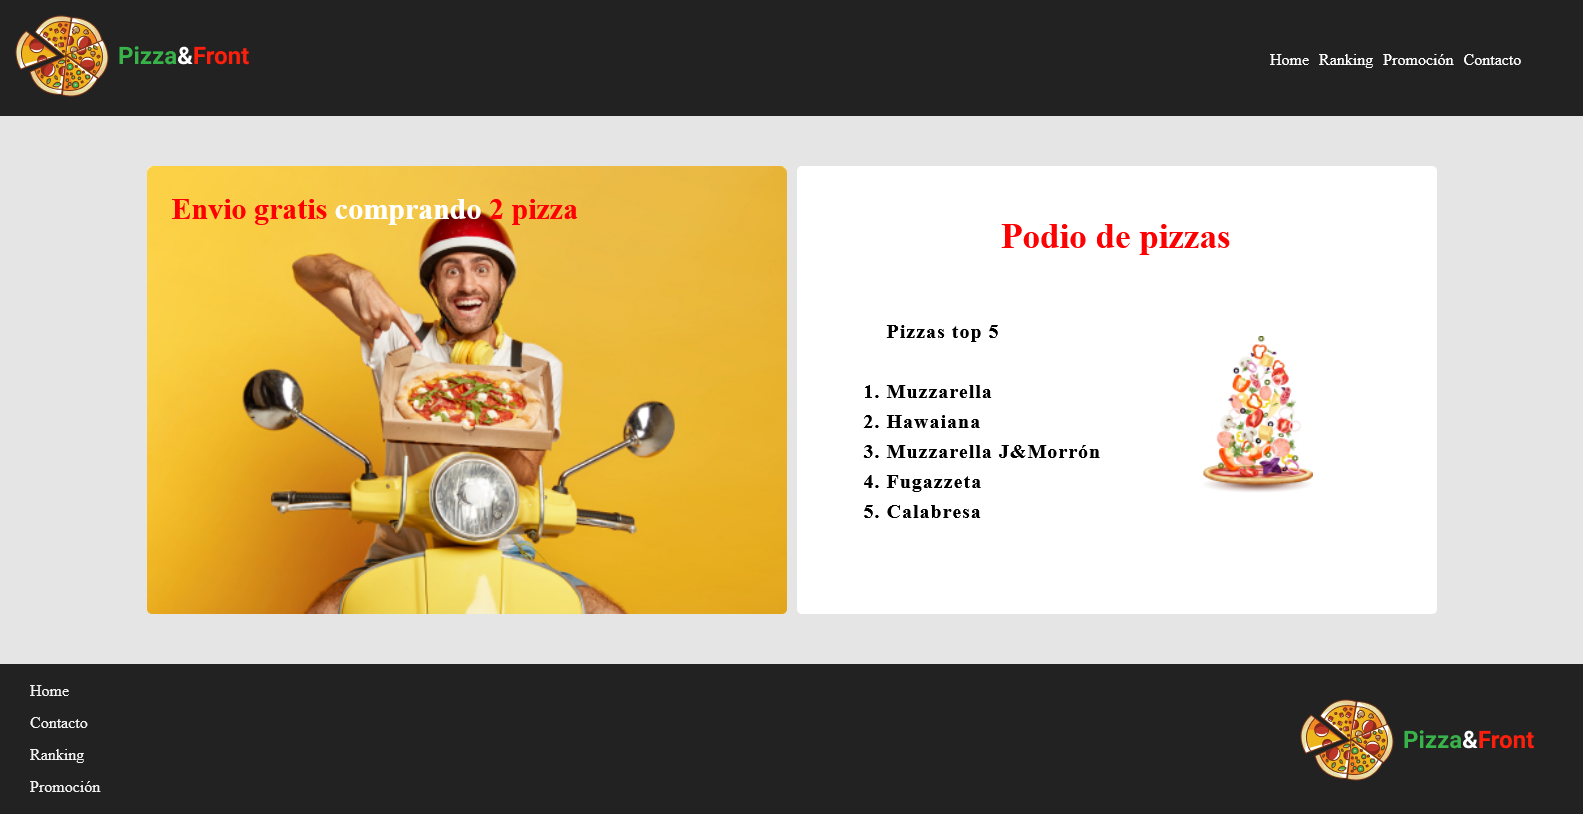 Pizza&Front
Home Ranking Promoción Contacto
Envio gratis comprando 2 pizza
Podio de pizzas
Pizzas top 5
1. Muzzarella
2. Hawaiana
3. Muzzarella J&Morrón
4. Fugazzeta
5. Calabresa
Home
Contacto
Ranking
Promoción
Pizza&Front